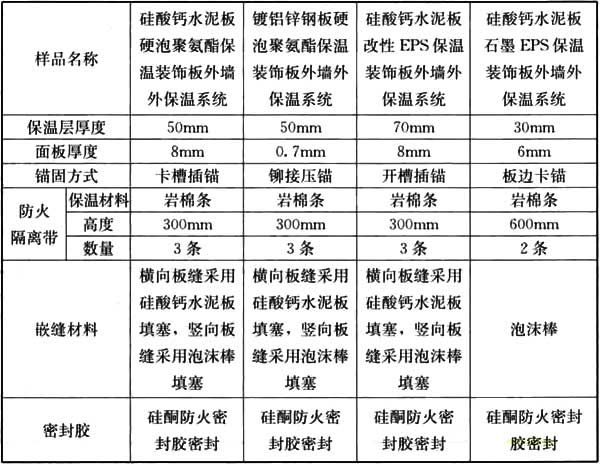 样品名称
硅酸钙水泥板
硬泡聚氨酯保
温装饰板外墙
外保温系统
镀铝锌钢板硬
泡聚氨酯保温
装饰板外墙外
保温系统
硅酸钙水泥板
改性EPS保温
装饰板外墙外
保温系统
硅酸钙水泥板
石墨EPS保温
装饰板外墙外
保温系统
保温层厚度 50mm 50mm 70mm 30mm
面板厚度 8mm 0.7mm 8mm 6mm
锚固方式 卡槽插锚 铆接压锚 开槽插锚 板边卡锚
防火
隔离带
保温材料 岩棉条 岩棉条 岩棉条 岩棉条
高度 300mm 300mm 300mm 600mm
数量 3条 3条 3条 2条
嵌缝材料
横向板缝采用
硅酸钙水泥板
填塞，竖向板
缝采用泡沫棒
填塞
横向板缝采用
硅酸钙水泥板
填塞，竖向板
缝采用泡沫棒
填塞
横向板缝采用
硅酸钙水泥板
填塞，竖向板
缝采用泡沫棒
填塞
泡沫棒
密封胶
硅酮防火密
封胶密封
硅酮防火密
封胶密封
硅酮防火密
封胶密封
硅酮防火密封
胶密封